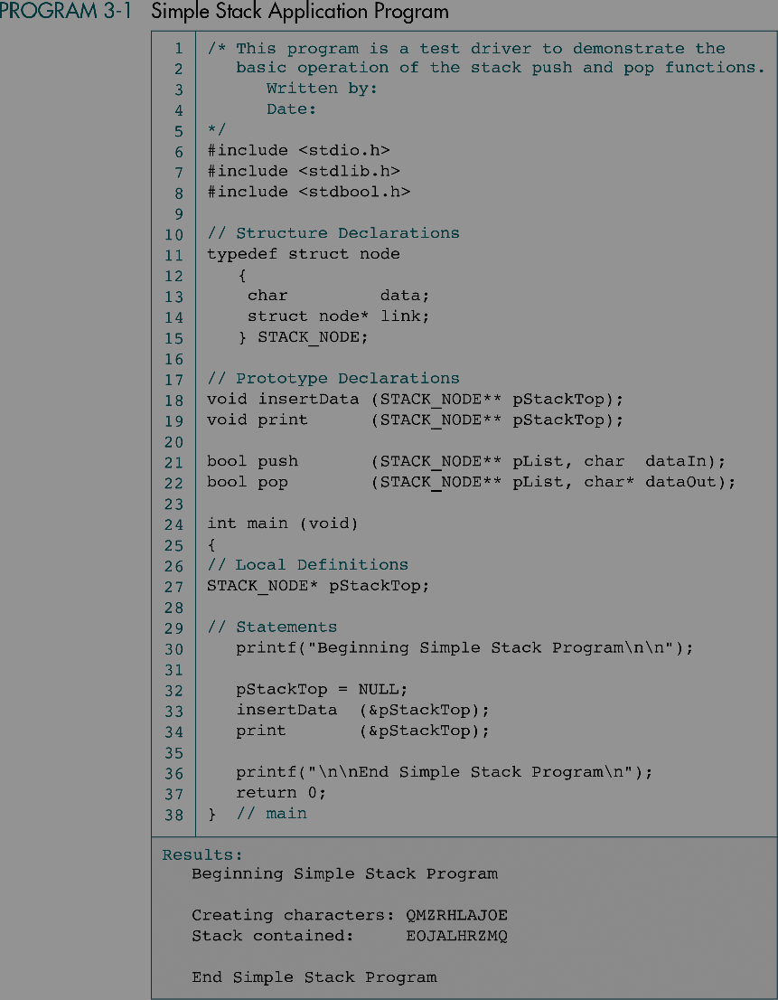 PROGRAM 3-1 Simple Stack Application Program
1 /* This program is a test driver to demonstrate the
2 basic operation of the stack push and pop functions.
3 Written by:
4 Date:
5 */
6 #include <stdio.h>
7 #include <stdlib.h>
8 #include <stdbool.h>
9
10 // Structure Declarations
11 typedef struct node
12 {
13 char data;
14 struct node* link;
15 } STACK_NODE;
16
17 // Prototype Declarations
18 void insertData (STACK_NODE** pStackTop);
19 void print (STACK_NODE** pStackTop);
20
21 bool push (STACK_NODE** pList, char dataIn);
22 bool pop (STACK_NODE** pList, char* dataOut);
23
24 int main (void)
25 {
26 // Local Definitions
27 STACK_NODE* pStackTop;
28
29 // Statements
30 printf("Beginning Simple Stack Program\n\n");
31
32 pStackTop = NULL;
33 insertData (&pStackTop);
34 print (&pStackTop);
35
36 printf("\n\nEnd Simple Stack Program\n");
37 return 0;
38 } // main
Results:
Beginning Simple Stack Program
Creating characters: QMZRHLAJOE
Stack contained: EOJALHRZMQ
End Simple Stack Program